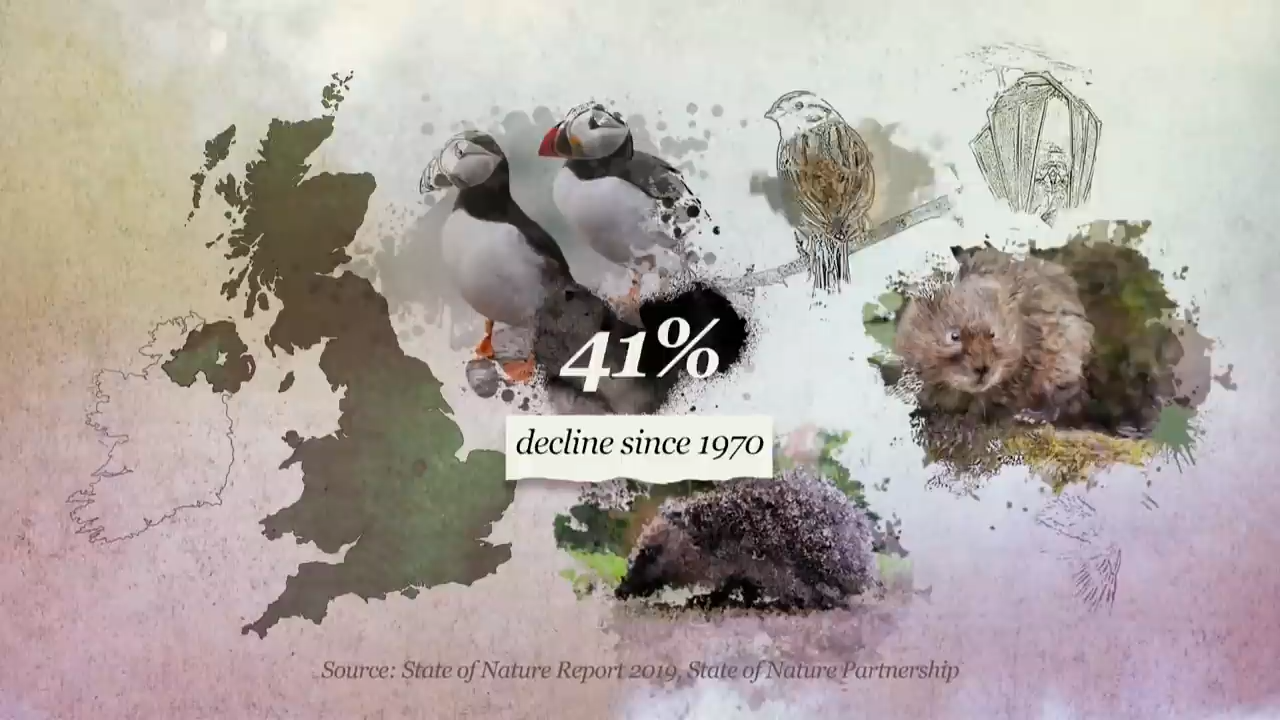 41%
decline since 1970
Source: State of Nature Report 2019, State of Nature Partnership